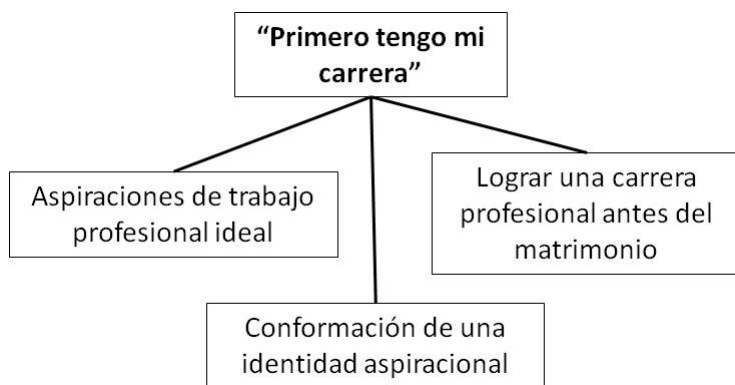 “Primero tengo mi
carrera”
Aspiraciones de trabajo
profesional ideal
Lograr una carrera
profesional antes del
matrimonio
Conformación de una
identidad aspiracional